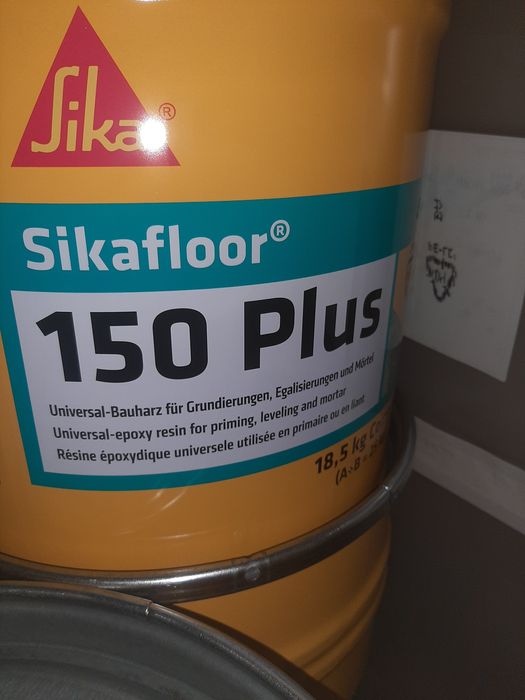 Sika®
Sikafloor®
150 Plus
Universal-Bauharz für Grundierungen, Egalisierungen und Mörtel
Universal-epoxy resin for priming, leveling and mortar
Résine époxydique universele utilisée en primaire ou en liant
18,5 kg
(A+B =